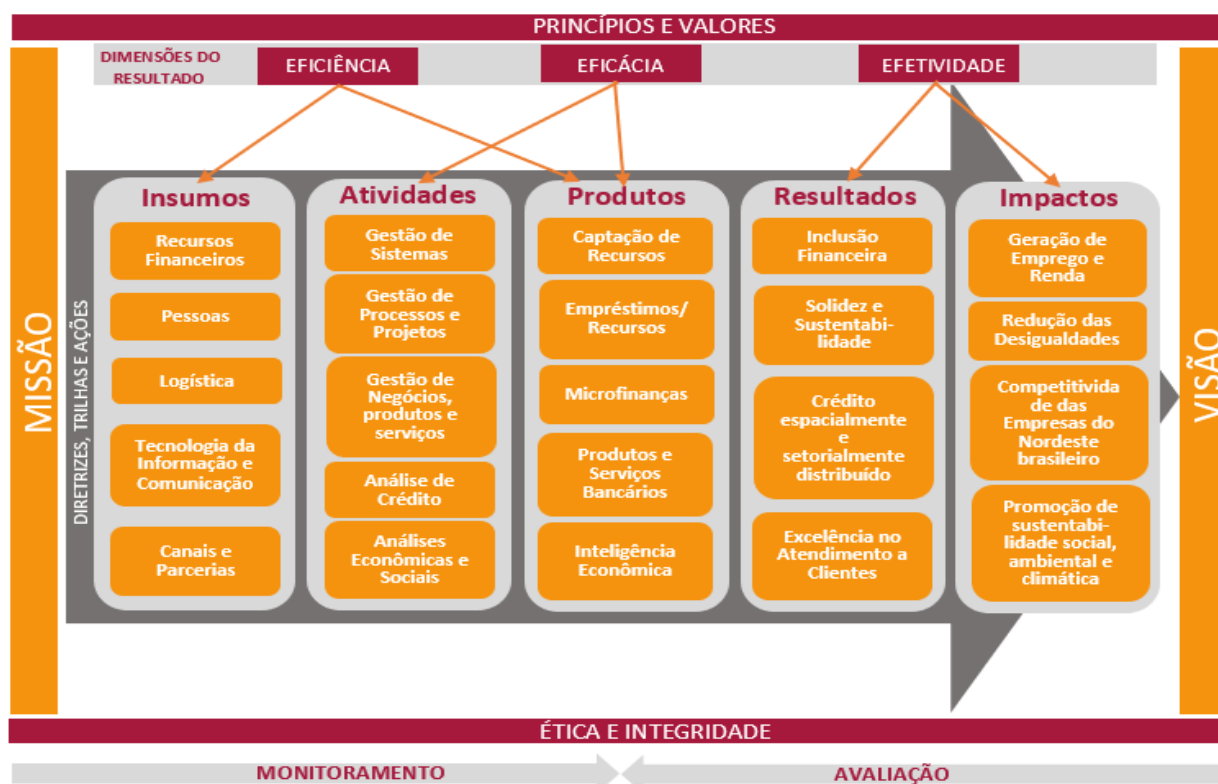 PRINCÍPIOS E VALORES
DIMENSÕES DO
RESULTADO
EFICIÊNCIA
EFICÁCIA
EFETIVIDADE
MISSÃO
DIRETRIZES, TRILHAS E AÇÕES
Insumos
Recursos
Financeiros
Pessoas
Logística
Tecnologia da
Informação e
Comunicação
Canais e
Parcerias
Atividades
Gestão de
Sistemas
Gestão de
Processos e
Projetos
Gestão de
Negócios,
produtos e
serviços
Análise de
Crédito
Análises
Econômicas e
Sociais
Produtos
Captação de
Recursos
Empréstimos/
Recursos
Microfinanças
Produtos e
Serviços
Bancários
Inteligência
Econômica
Resultados
Inclusão
Financeira
Solidez e
Sustentabi-
lidade
Crédito
espacialmente
e
setorialmente
distribuído
Excelência no
Atendimento a
Clientes
Impactos
Geração de
Emprego e
Renda
Redução das
Desigualdades
Competitivida
de das
Empresas do
Nordeste
brasileiro
Promoção de
sustentabi-
lidade social,
ambiental e
climática
VISÃO
ÉTICA E INTEGRIDADE
MONITORAMENTO
AVALIAÇÃO